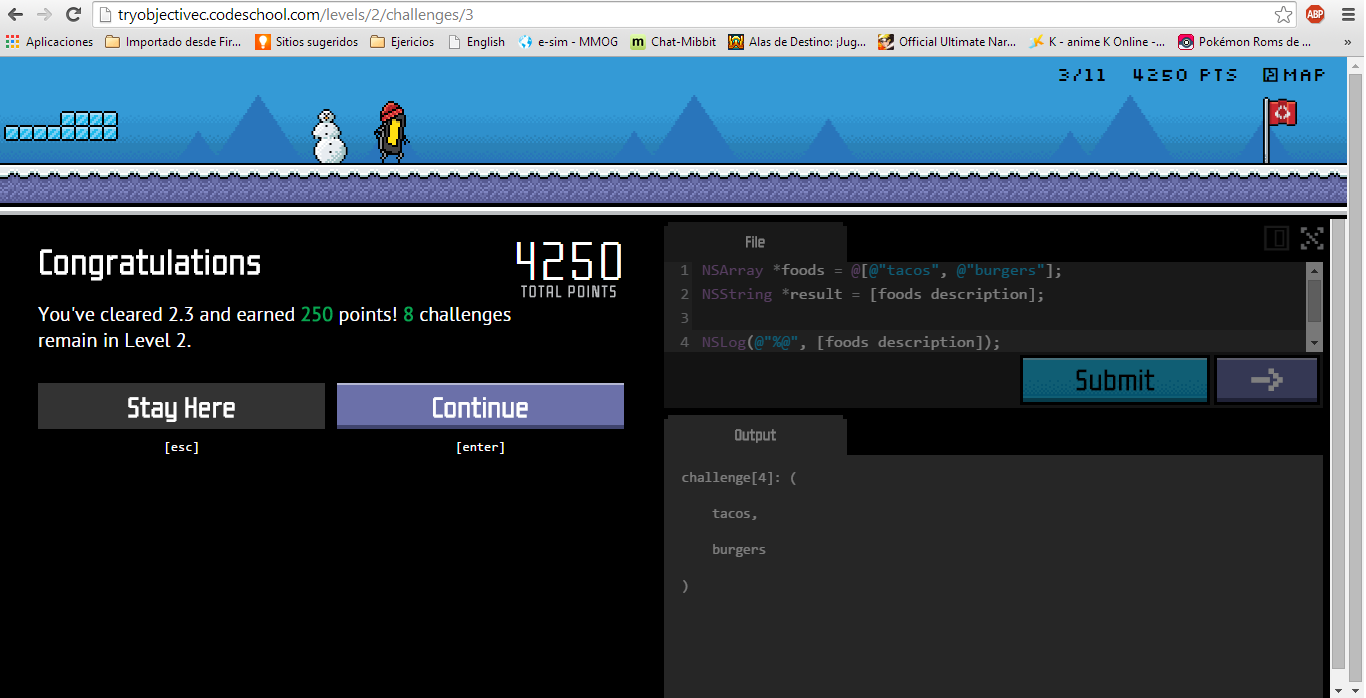 tryobjectivec.codeschool.com/levels/2/challenges/3
ABP
Aplicaciones Importado desde Fir... Sitios sugeridos Ejericios English e-sim - MMOG m Chat-Mibbit Alas de Destino: ¡Jug... Official Ultimate Nar... K - anime K Online -... Pokémon Roms de ... »
3/11 4250 PTS MAP
Congratulations
4250
TOTAL POINTS
You've cleared 2.3 and earned 250 points! 8 challenges
remain in Level 2.
Stay Here
[esc]
Continue
[enter]
File
1 NSArray *foods = @[@"tacos", @"burgers"];
2 NSString *result = [foods description];
3
4 NSLog(@"%@", [foods description]);
Submit
Output
challenge[4]: (
tacos,
burgers
)